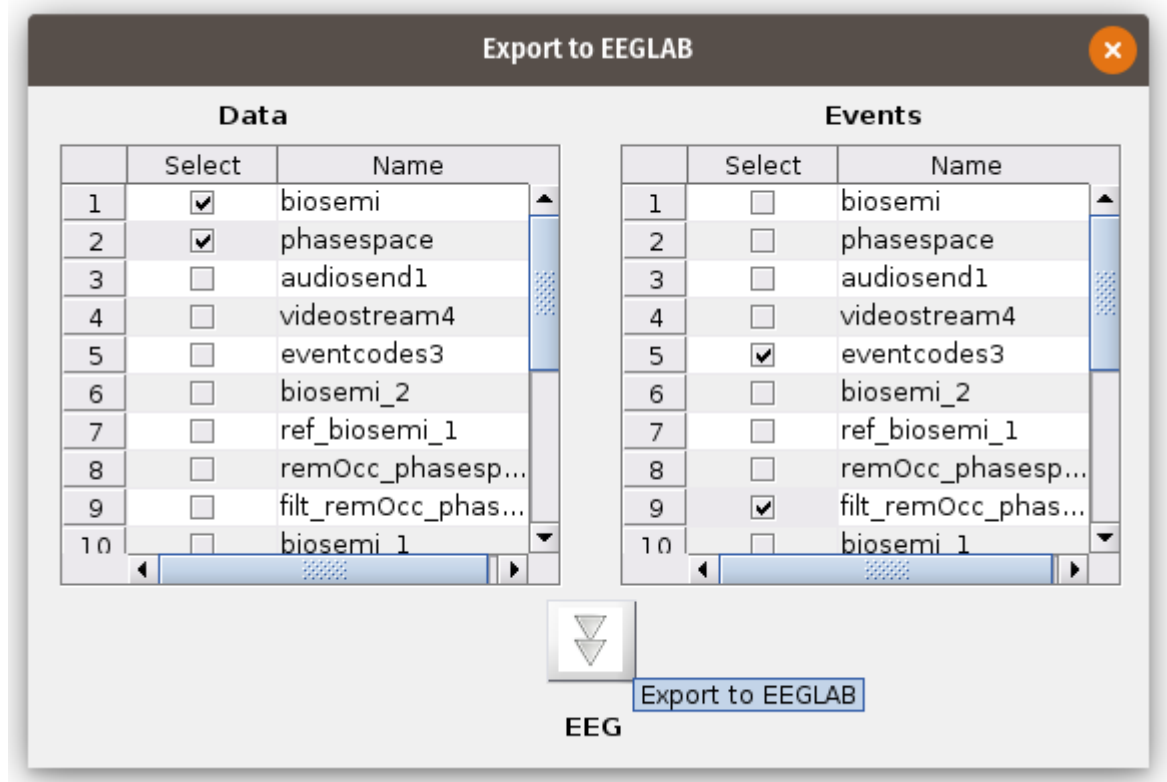 Export to EEGLAB
Data
Select Name
1 biosemi
2 phasespace
3 audiosend1
4 videostream4
5 eventcodes3
6 biosemi_2
7 ref_biosemi_1
8 remOcc_phasesp...
9 filt_remOcc_phas...
10 biosemi_1
Events
Select Name
1 biosemi
2 phasespace
3 audiosend1
4 videostream4
5 eventcodes3
6 biosemi_2
7 ref_biosemi_1
8 remOcc_phasesp...
9 filt_remOcc_phas...
10 biosemi_1
Export to EEGLAB
EEG